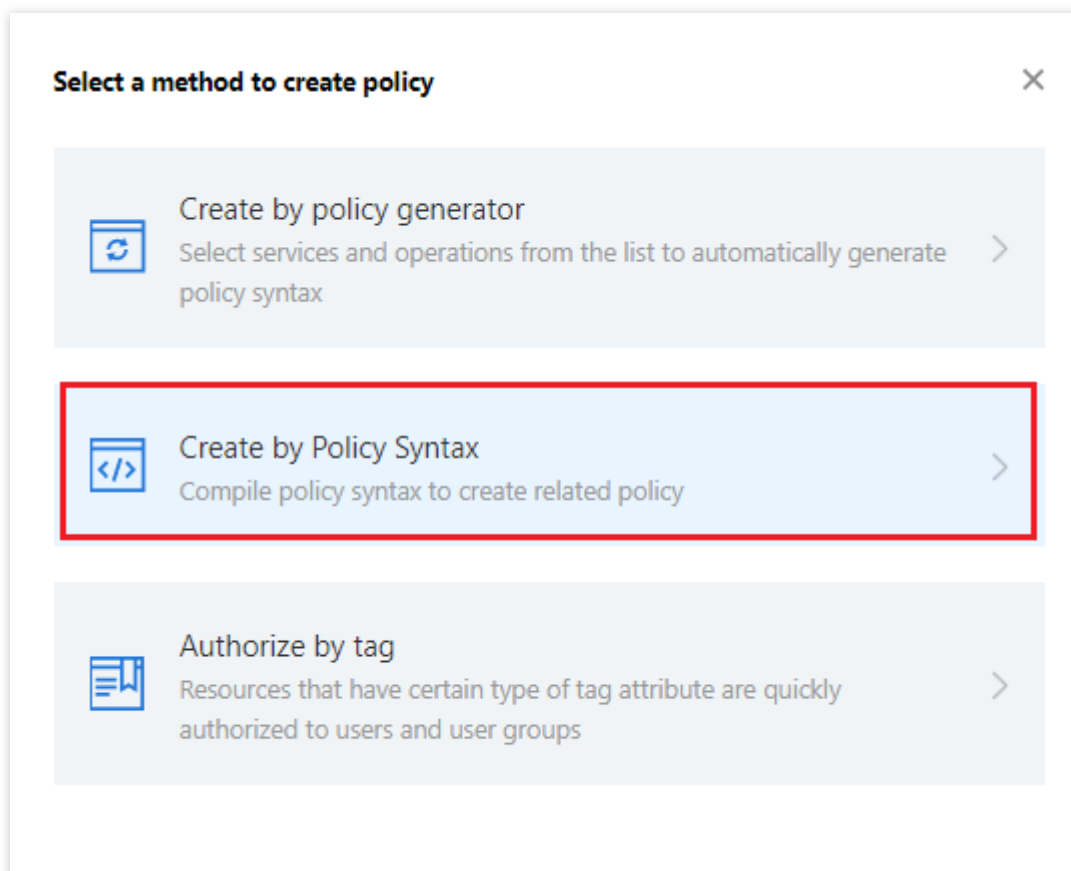 Select a method to create policy
Create by policy generator
Select services and operations from the list to automatically generate
policy syntax
Create by Policy Syntax
Compile policy syntax to create related policy
Authorize by tag
Resources that have certain type of tag attribute are quickly
authorized to users and user groups